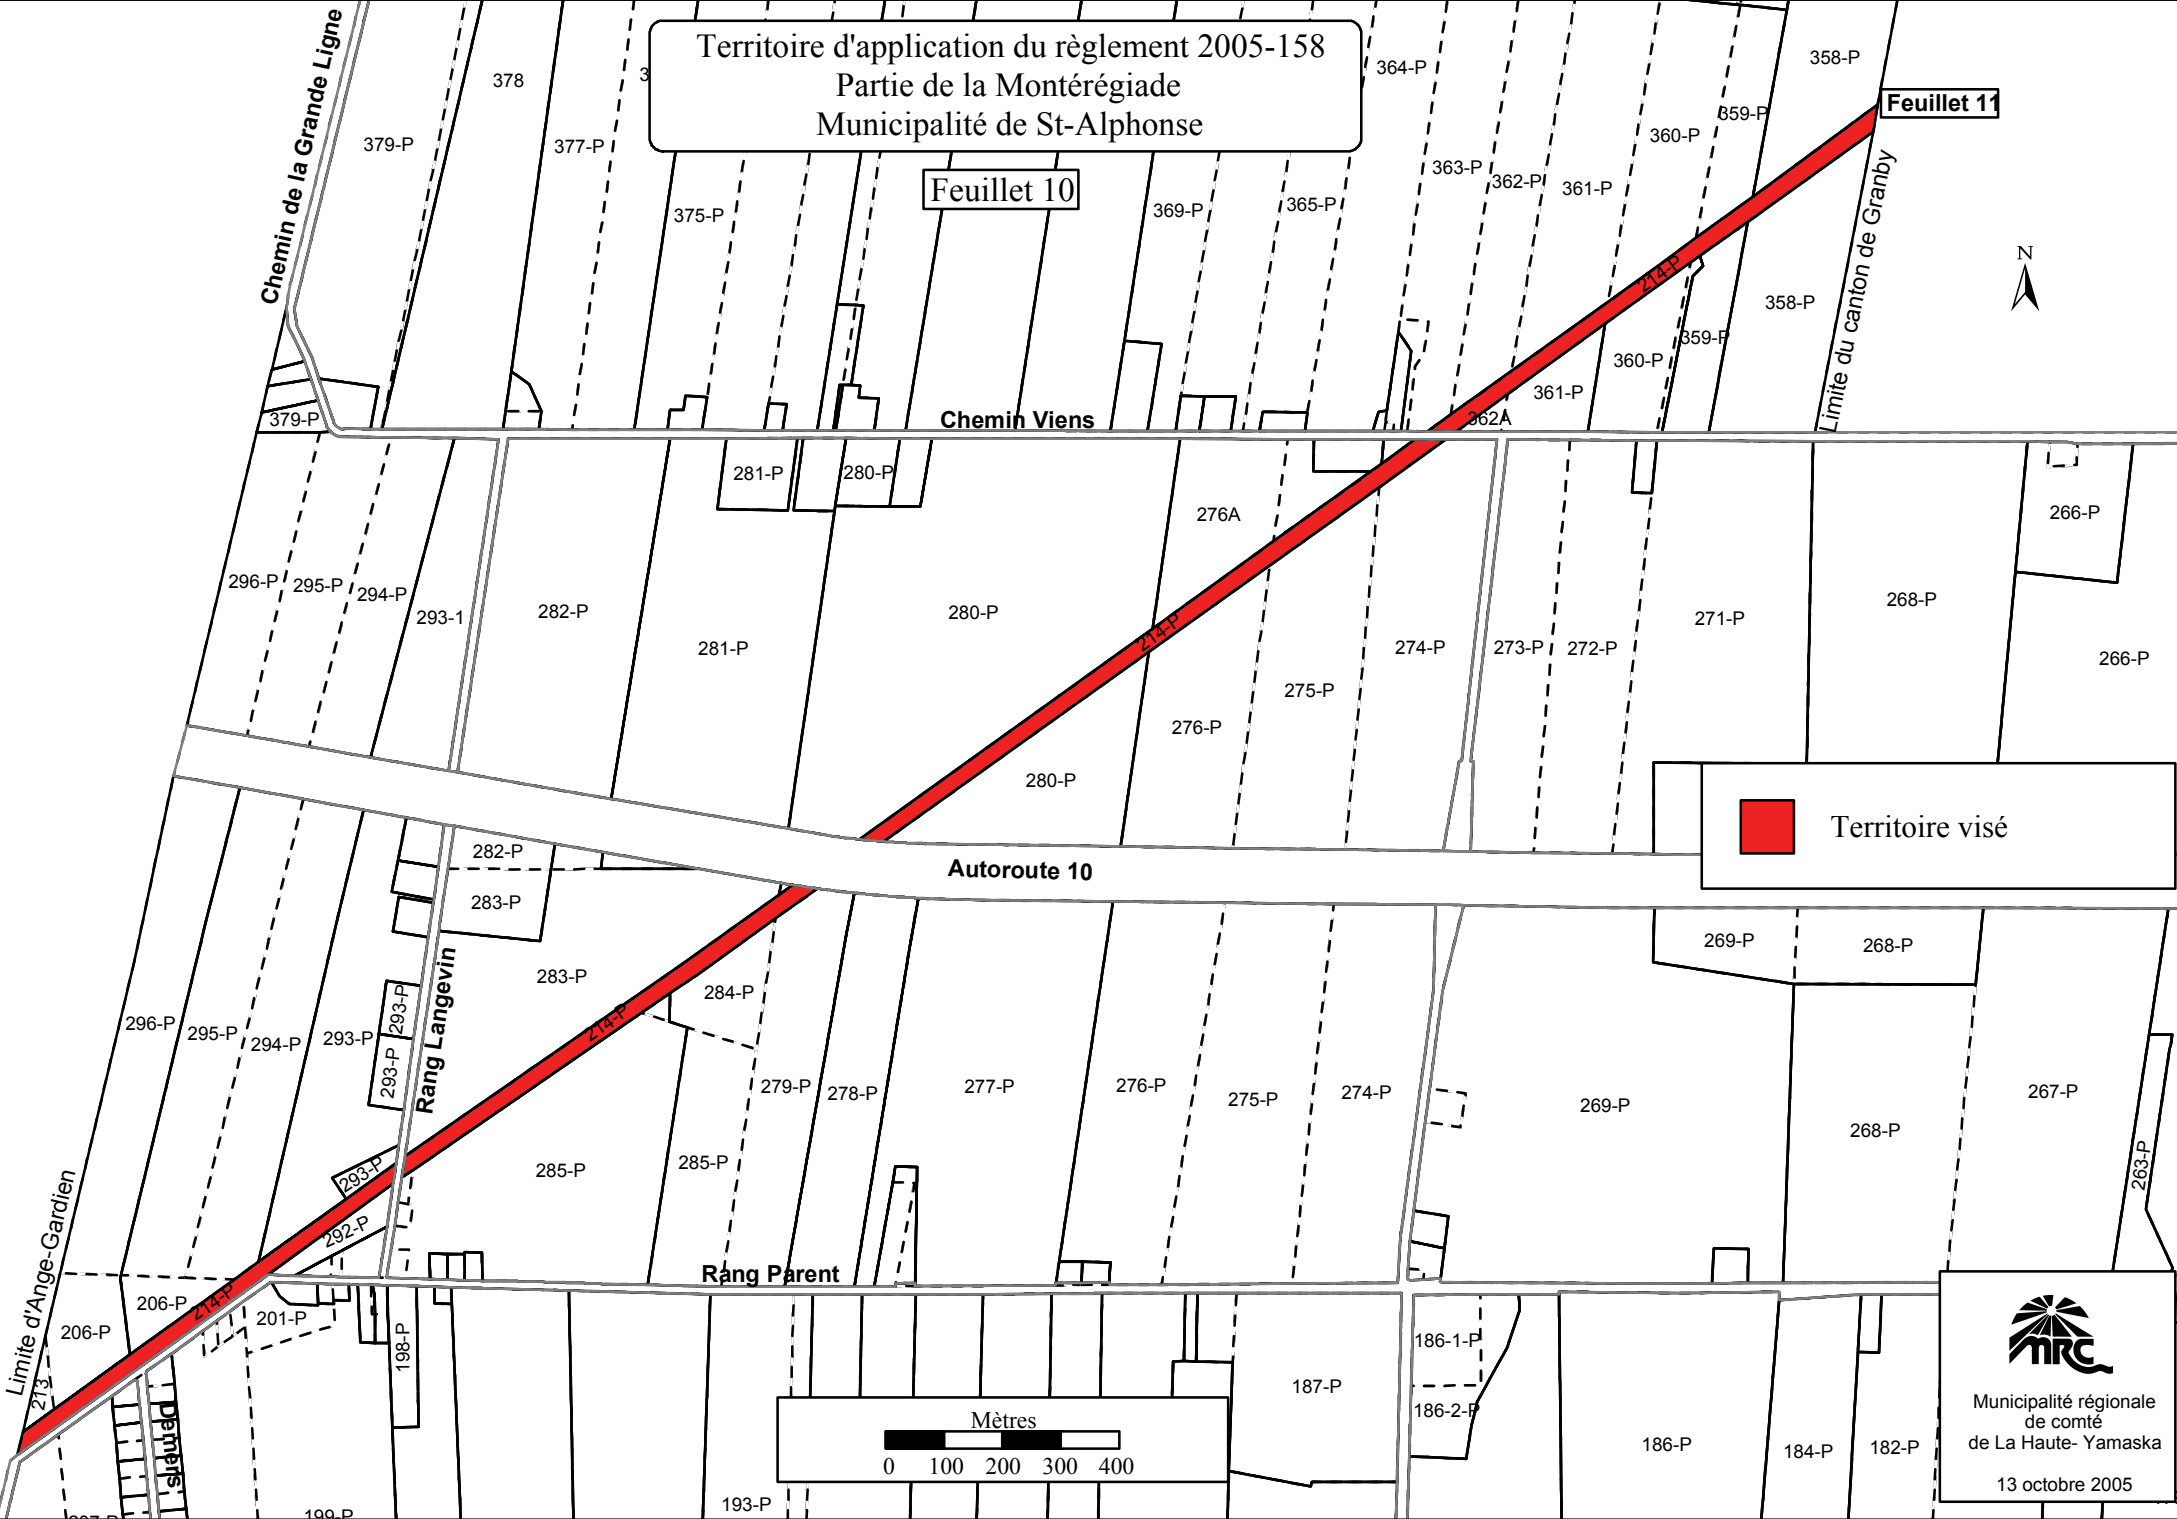 Territoire d'application du règlement 2005-158
Partie de la Montérégiade
Municipalité de St-Alphonse
Feuillet 10
Feuillet 11
Chemin de la Grande Ligne
378
379-P
377-P
375-P
369-P
365-P
364-P
363-P
362-P
361-P
360-P
359-P
358-P
214-P
358-P
359-P
360-P
361-P
362A
Limite du canton de Granby
N
379-P
Chemin Viens
281-P
280-P
276A
266-P
296-P
295-P
294-P
293-1
282-P
281-P
280-P
214-P
275-P
274-P
273-P
272-P
271-P
268-P
266-P
276-P
280-P
Territoire visé
Autoroute 10
282-P
283-P
283-P
284-P
269-P
268-P
296-P
295-P
294-P
293-P
293-P
293-P
Rang Langevin
214-P
279-P
278-P
277-P
276-P
275-P
274-P
269-P
268-P
267-P
263-P
285-P
285-P
293-P
292-P
Limite d'Ange-Gardien
Rang Parent
206-P
206-P
214-P
201-P
198-P
213
Demers
187-P
186-1-P
186-2-P
186-P
184-P
182-P
193-P
199-P
207-P
Mètres
0 100 200 300 400
MRC
Municipalité régionale
de comté
de La Haute- Yamaska
13 octobre 2005